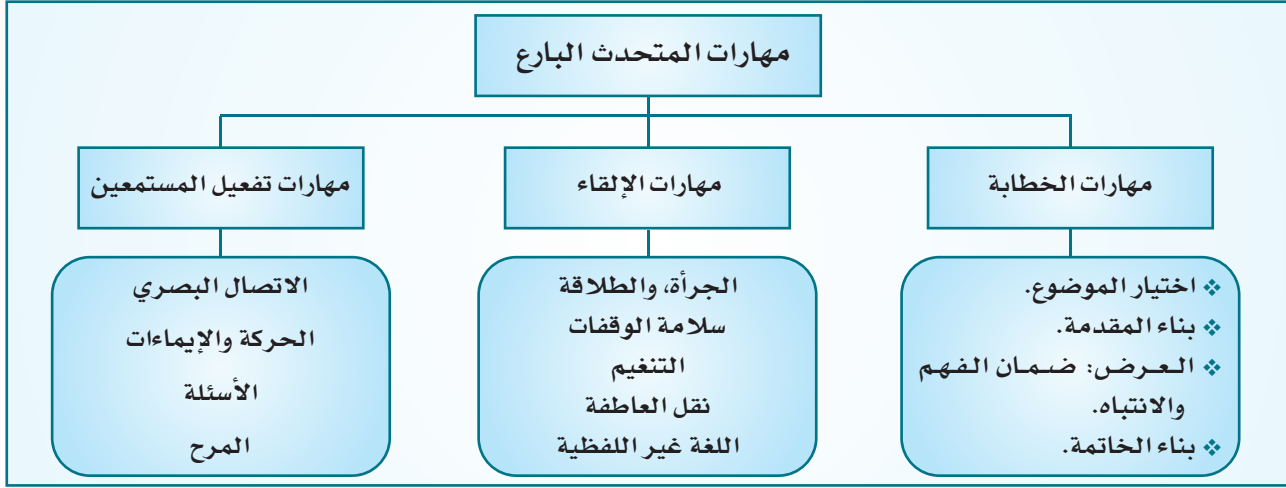 مهارات المتحدث البارع
مهارات الخطابة
❖ اختيار الموضوع.
❖ بناء المقدمة.
❖ العرض: ضمان الفهم
والانتباه.
❖ بناء الخاتمة.
مهارات الإلقاء
الجرأة، والطلاقة
سلامة الوقفات
التنغيم
نقل العاطفة
اللغة غير اللفظية
مهارات تفعيل المستمعين
الاتصال البصري
الحركة والإيماءات
الأسئلة
المرح